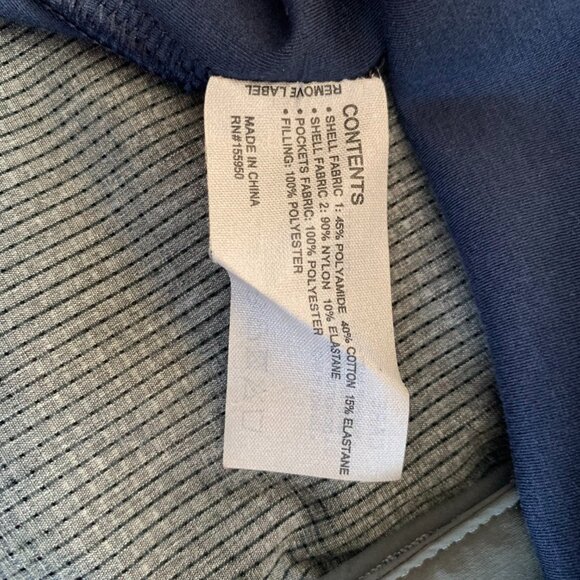 REMOVE LABEL
CONTENTS
• SHELL FABRIC 1: 45% POLYAMIDE 40% COTTON 15% ELASTANE
• SHELL FABRIC 2: 90% NYLON 10% ELASTANE
• POCKETS FABRIC: 100% POLYESTER
• FILLING: 100% POLYESTER
MADE IN CHINA
RN#155950